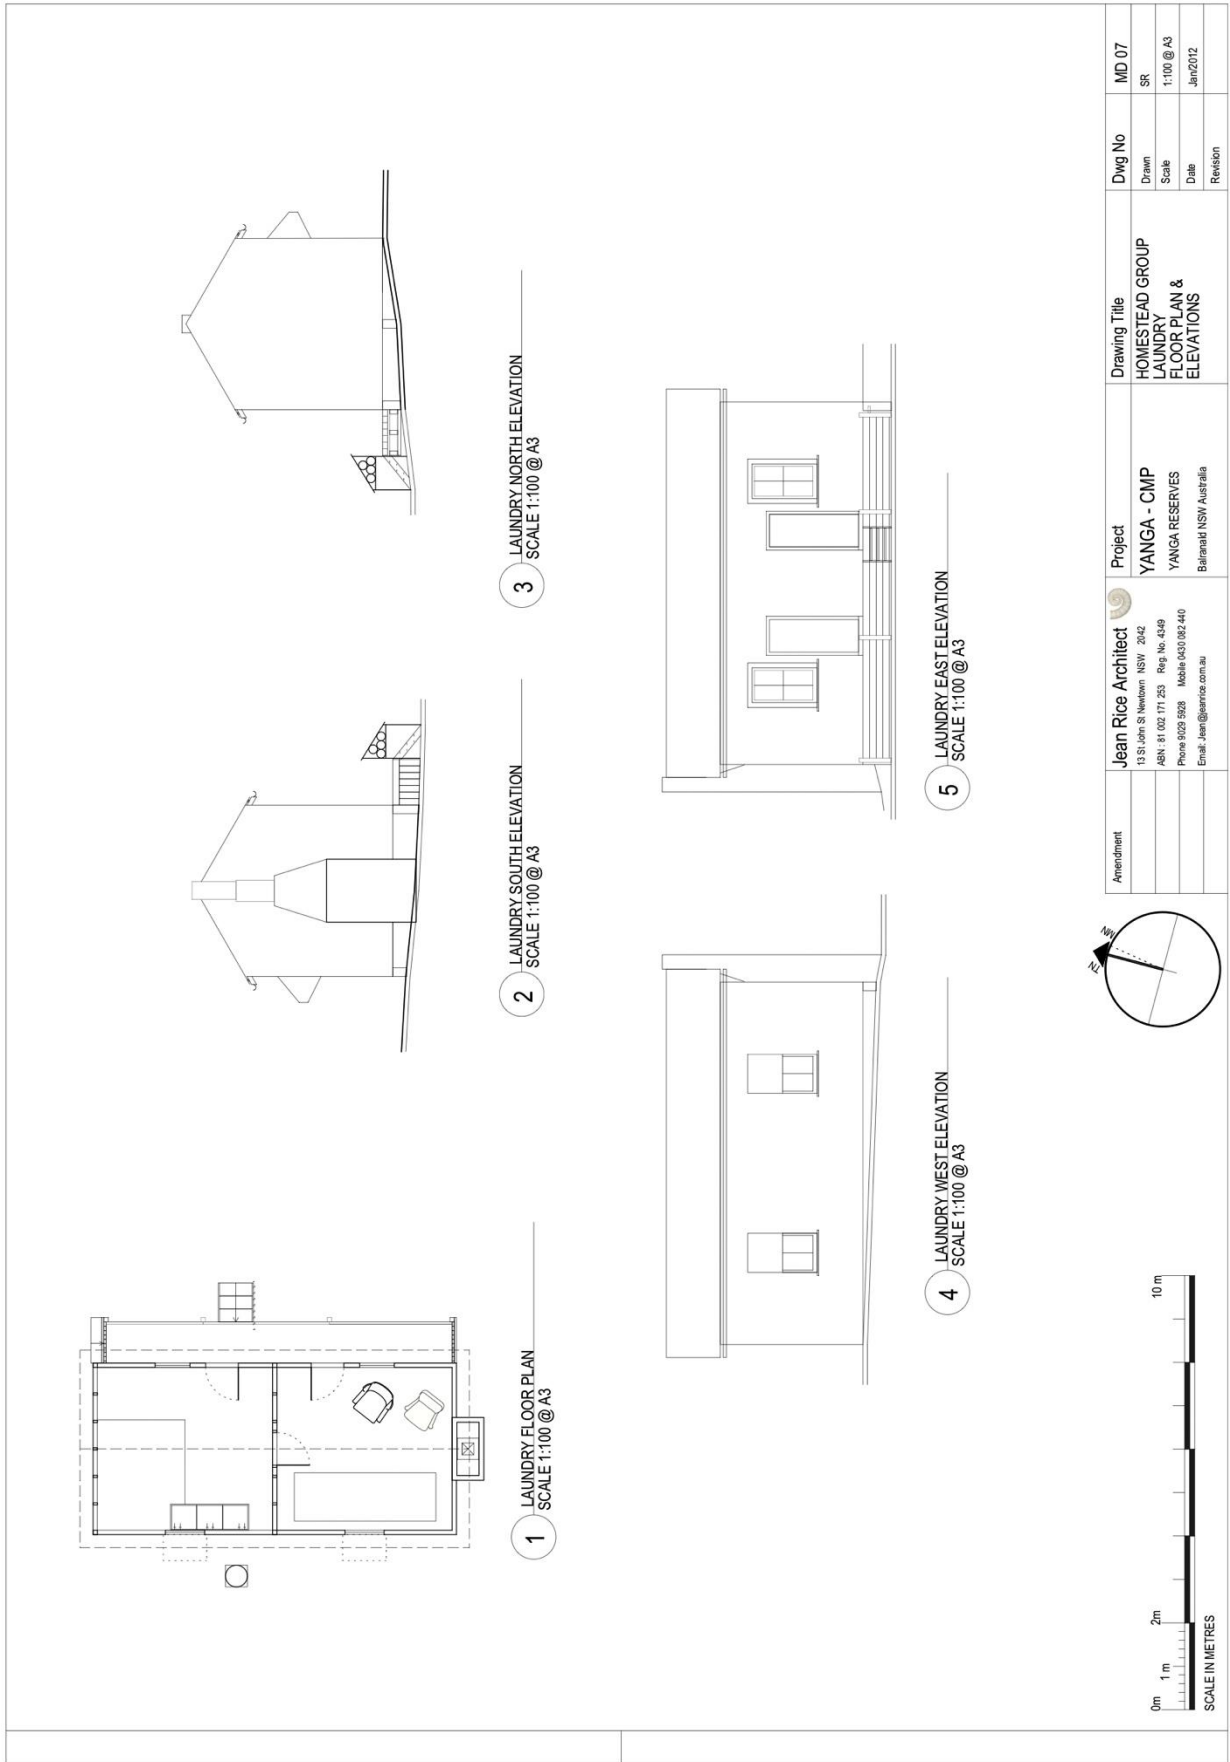 1
LAUNDRY FLOOR PLAN
SCALE 1:100 @ A3
2
LAUNDRY SOUTH ELEVATION
SCALE 1:100 @ A3
3
LAUNDRY NORTH ELEVATION
SCALE 1:100 @ A3
4
LAUNDRY WEST ELEVATION
SCALE 1:100 @ A3
5
LAUNDRY EAST ELEVATION
SCALE 1:100 @ A3
0m
1 m
2m
10 m
SCALE IN METRES
TN
MN
Amendment
Jean Rice Architect
13 St John St Newtown NSW 2042
ABN : 81 002 171 253 Reg. No. 4349
Phone 9029 5928 Mobile 0430 082 440
Email: Jean@jeanrice.com.au
Project
YANGA - CMP
YANGA RESERVES
Balranald NSW Australia
Drawing Title
HOMESTEAD GROUP
LAUNDRY
FLOOR PLAN &
ELEVATIONS
Dwg No
MD 07
Drawn
SR
Scale
1:100 @ A3
Date
Jan/2012
Revision